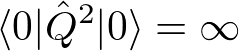 ⟨0|Q̂²|0⟩ = ∞